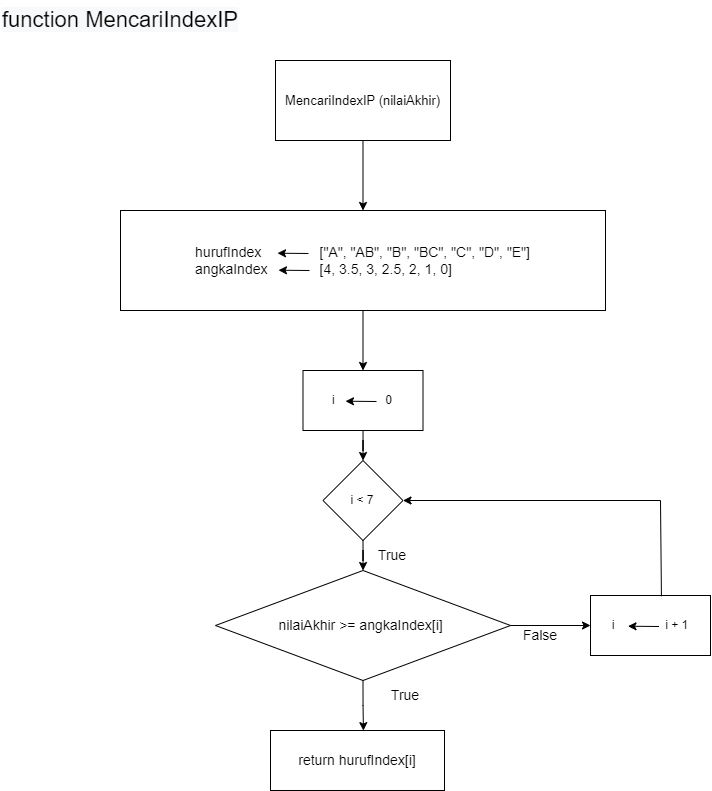 function MencariIndexIP
MencariIndexIP (nilaiAkhir)
hurufIndex ← ["A", "AB", "B", "BC", "C", "D", "E"]
angkaIndex ← [4, 3.5, 3, 2.5, 2, 1, 0]
i ← 0
i < 7
True
nilaiAkhir >= angkaIndex[i]
False
i ← i + 1
True
return hurufIndex[i]